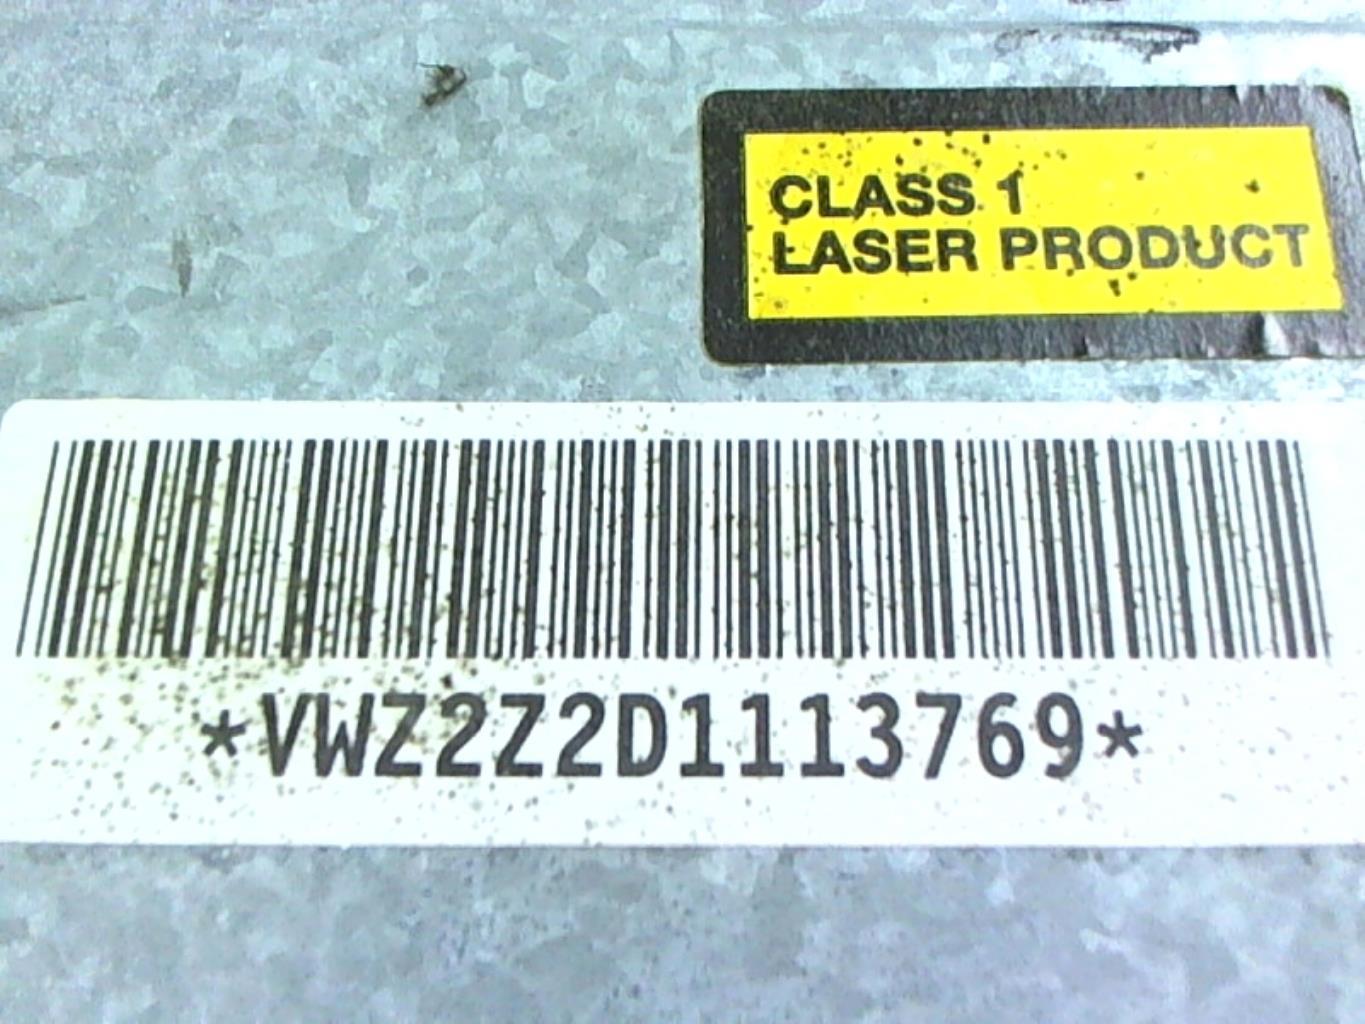 CLASS 1
LASER PRODUCT
*VWZ2Z2D1113769*